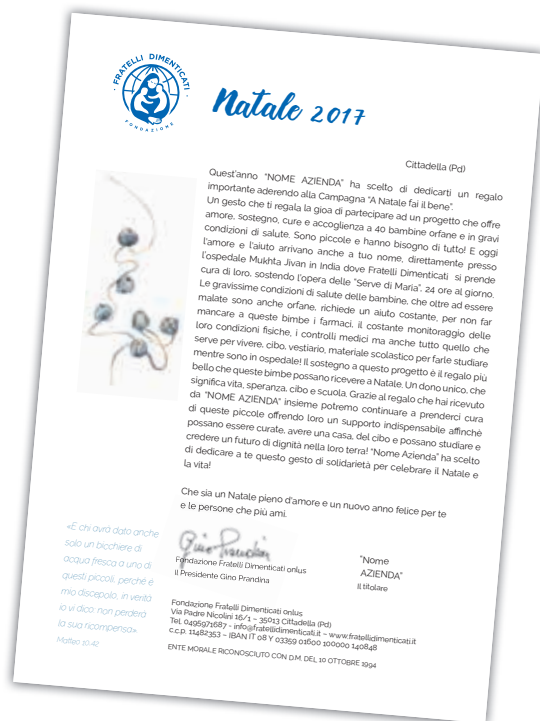 FRATELLI DIMENTICATI
FONDAZIONE
Natale 2017
Cittadella (Pd)
Quest'anno "NOME AZIENDA" ha scelto di dedicarti un regalo
importante aderendo alla Campagna "A Natale fai il bene".
Un gesto che ti regala la gioa di partecipare ad un progetto che offre
amore, sostegno, cure e accoglienza a 40 bambine orfane e in gravi
condizioni di salute. Sono piccole e hanno bisogno di tutto! E oggi
l'amore e l'aiuto arrivano anche a tuo nome, direttamente presso
l'ospedale Mukhta Jivan in India dove Fratelli Dimenticati si prende
cura di loro, sostendo l'opera delle "Serve di Maria", 24 ore al giorno.
Le gravissime condizioni di salute delle bambine, che oltre ad essere
malate sono anche orfane, richiede un aiuto costante, per non far
mancare a queste bimbe i farmaci, il costante monitoraggio delle
loro condizioni fisiche, i controlli medici ma anche tutto quello che
serve per vivere, cibo, vestiario, materiale scolastico per farle studiare
mentre sono in ospedale! Il sostegno a questo progetto è il regalo più
bello che queste bimbe possano ricevere a Natale. Un dono unico, che
significa vita, speranza, cibo e scuola. Grazie al regalo che hai ricevuto
da "NOME AZIENDA" insieme potremo continuare a prenderci cura
di queste piccole offrendo loro un supporto indispensabile affinchè
possano essere curate, avere una casa, del cibo e possano studiare e
credere un futuro di dignità nella loro terra! "Nome Azienda" ha scelto
di dedicare a te questo gesto di solidarietà per celebrare il Natale e
la vita!
Che sia un Natale pieno d'amore e un nuovo anno felice per te
e le persone che più ami.
«E chi avrà dato anche
solo un bicchiere di
acqua fresca a uno di
questi piccoli, perché è
mio discepolo, in verità
io vi dico: non perderà
la sua ricompensa».
Matteo 10,42
Gino Prandina
Fondazione Fratelli Dimenticati onlus
Il Presidente Gino Prandina
"Nome
AZIENDA"
Il titolare
Fondazione Fratelli Dimenticati onlus
Via Padre Nicolini 16/1 – 35013 Cittadella (Pd)
Tel. 0495971687 - info@fratellidimenticati.it – www.fratellidimenticati.it
c.c.p. 11482353 – IBAN IT 08 Y 03359 01600 100000 140848
ENTE MORALE RICONOSCIUTO CON D.M. DEL 10 OTTOBRE 1994